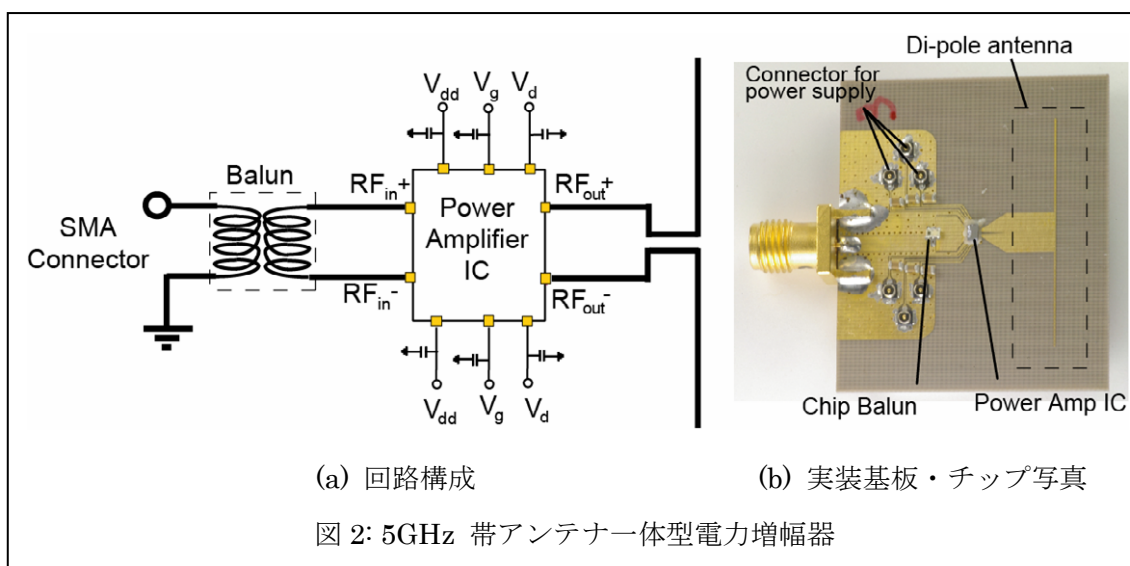 V_dd V_g V_d
Balun
SMA
Connector
RF_in+
RF_in-
Power
Amplifier
IC
RF_out+
RF_out-
V_dd V_g V_d
Di-pole antenna
Connector for
power supply
Chip Balun
Power Amp IC
(a) 回路構成
(b) 実装基板・チップ写真
図 2: 5GHz 帯アンテナ一体型電力増幅器